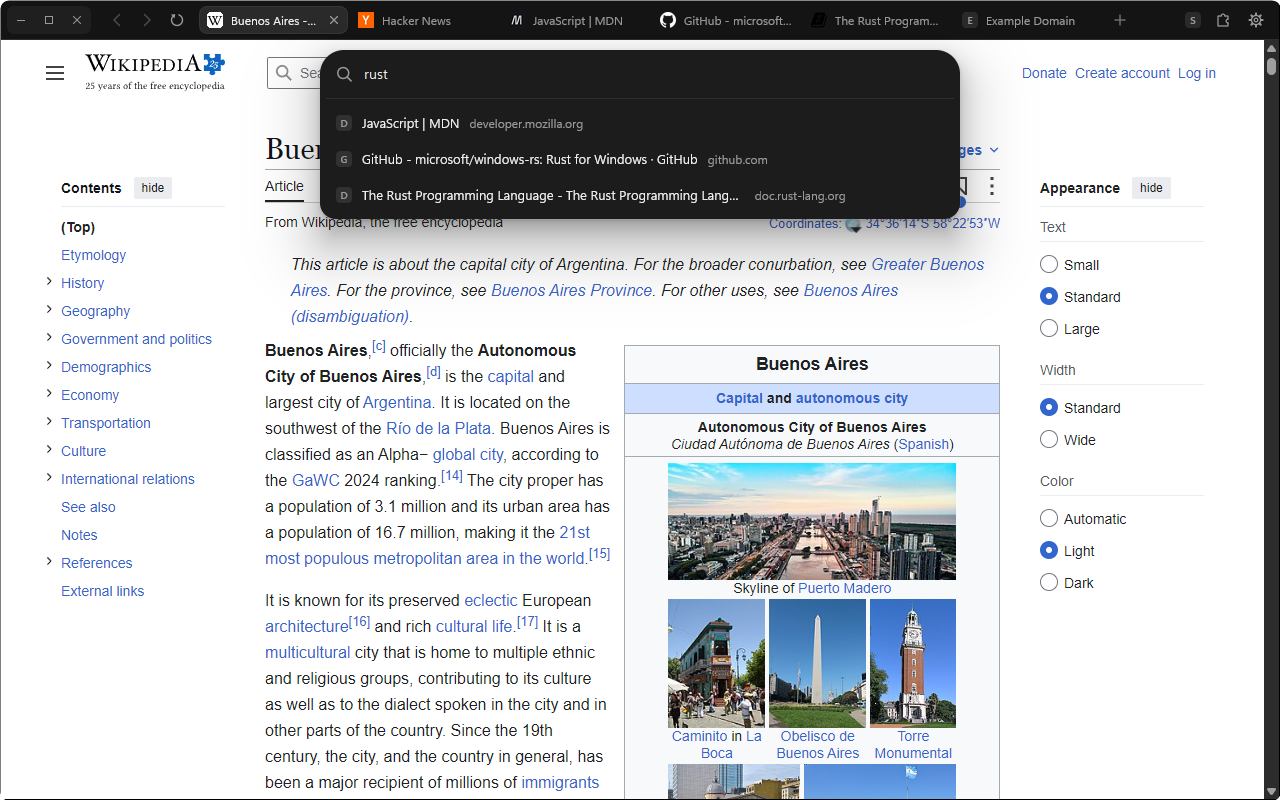 Buenos Aires -...
Hacker News
JavaScript | MDN
GitHub - microsoft...
The Rust Program...
E
Example Domain
S
WIKIPEDIA 25
25 years of the free encyclopedia
Sea
Donate
Create account
Log in
rust
D
JavaScript | MDN
developer.mozilla.org
G
GitHub - microsoft/windows-rs: Rust for Windows · GitHub
github.com
D
The Rust Programming Language - The Rust Programming Lang...
doc.rust-lang.org
Article
From Wikipedia, the free encyclopedia
Coordinates: 34°36′14″S 58°22′53″W
Contents
hide
(Top)
Etymology
History
Geography
Government and politics
Demographics
Economy
Transportation
Culture
International relations
See also
Notes
References
External links
This article is about the capital city of Argentina. For the broader conurbation, see Greater Buenos
Aires. For the province, see Buenos Aires Province. For other uses, see Buenos Aires
(disambiguation).
Buenos Aires,[c] officially the Autonomous
City of Buenos Aires,[d] is the capital and
largest city of Argentina. It is located on the
southwest of the Río de la Plata. Buenos Aires is
classified as an Alpha− global city, according to
the GaWC 2024 ranking.[14] The city proper has
a population of 3.1 million and its urban area has
a population of 16.7 million, making it the 21st
most populous metropolitan area in the world.[15]
It is known for its preserved eclectic European
architecture[16] and rich cultural life.[17] It is a
multicultural city that is home to multiple ethnic
and religious groups, contributing to its culture
as well as to the dialect spoken in the city and in
other parts of the country. Since the 19th
century, the city, and the country in general, has
been a major recipient of millions of immigrants
Buenos Aires
Capital and autonomous city
Autonomous City of Buenos Aires
Ciudad Autónoma de Buenos Aires (Spanish)
Skyline of Puerto Madero
Caminito in La
Boca
Obelisco de
Buenos Aires
Torre
Monumental
Appearance
hide
Text
Small
Standard
Large
Width
Standard
Wide
Color
Automatic
Light
Dark